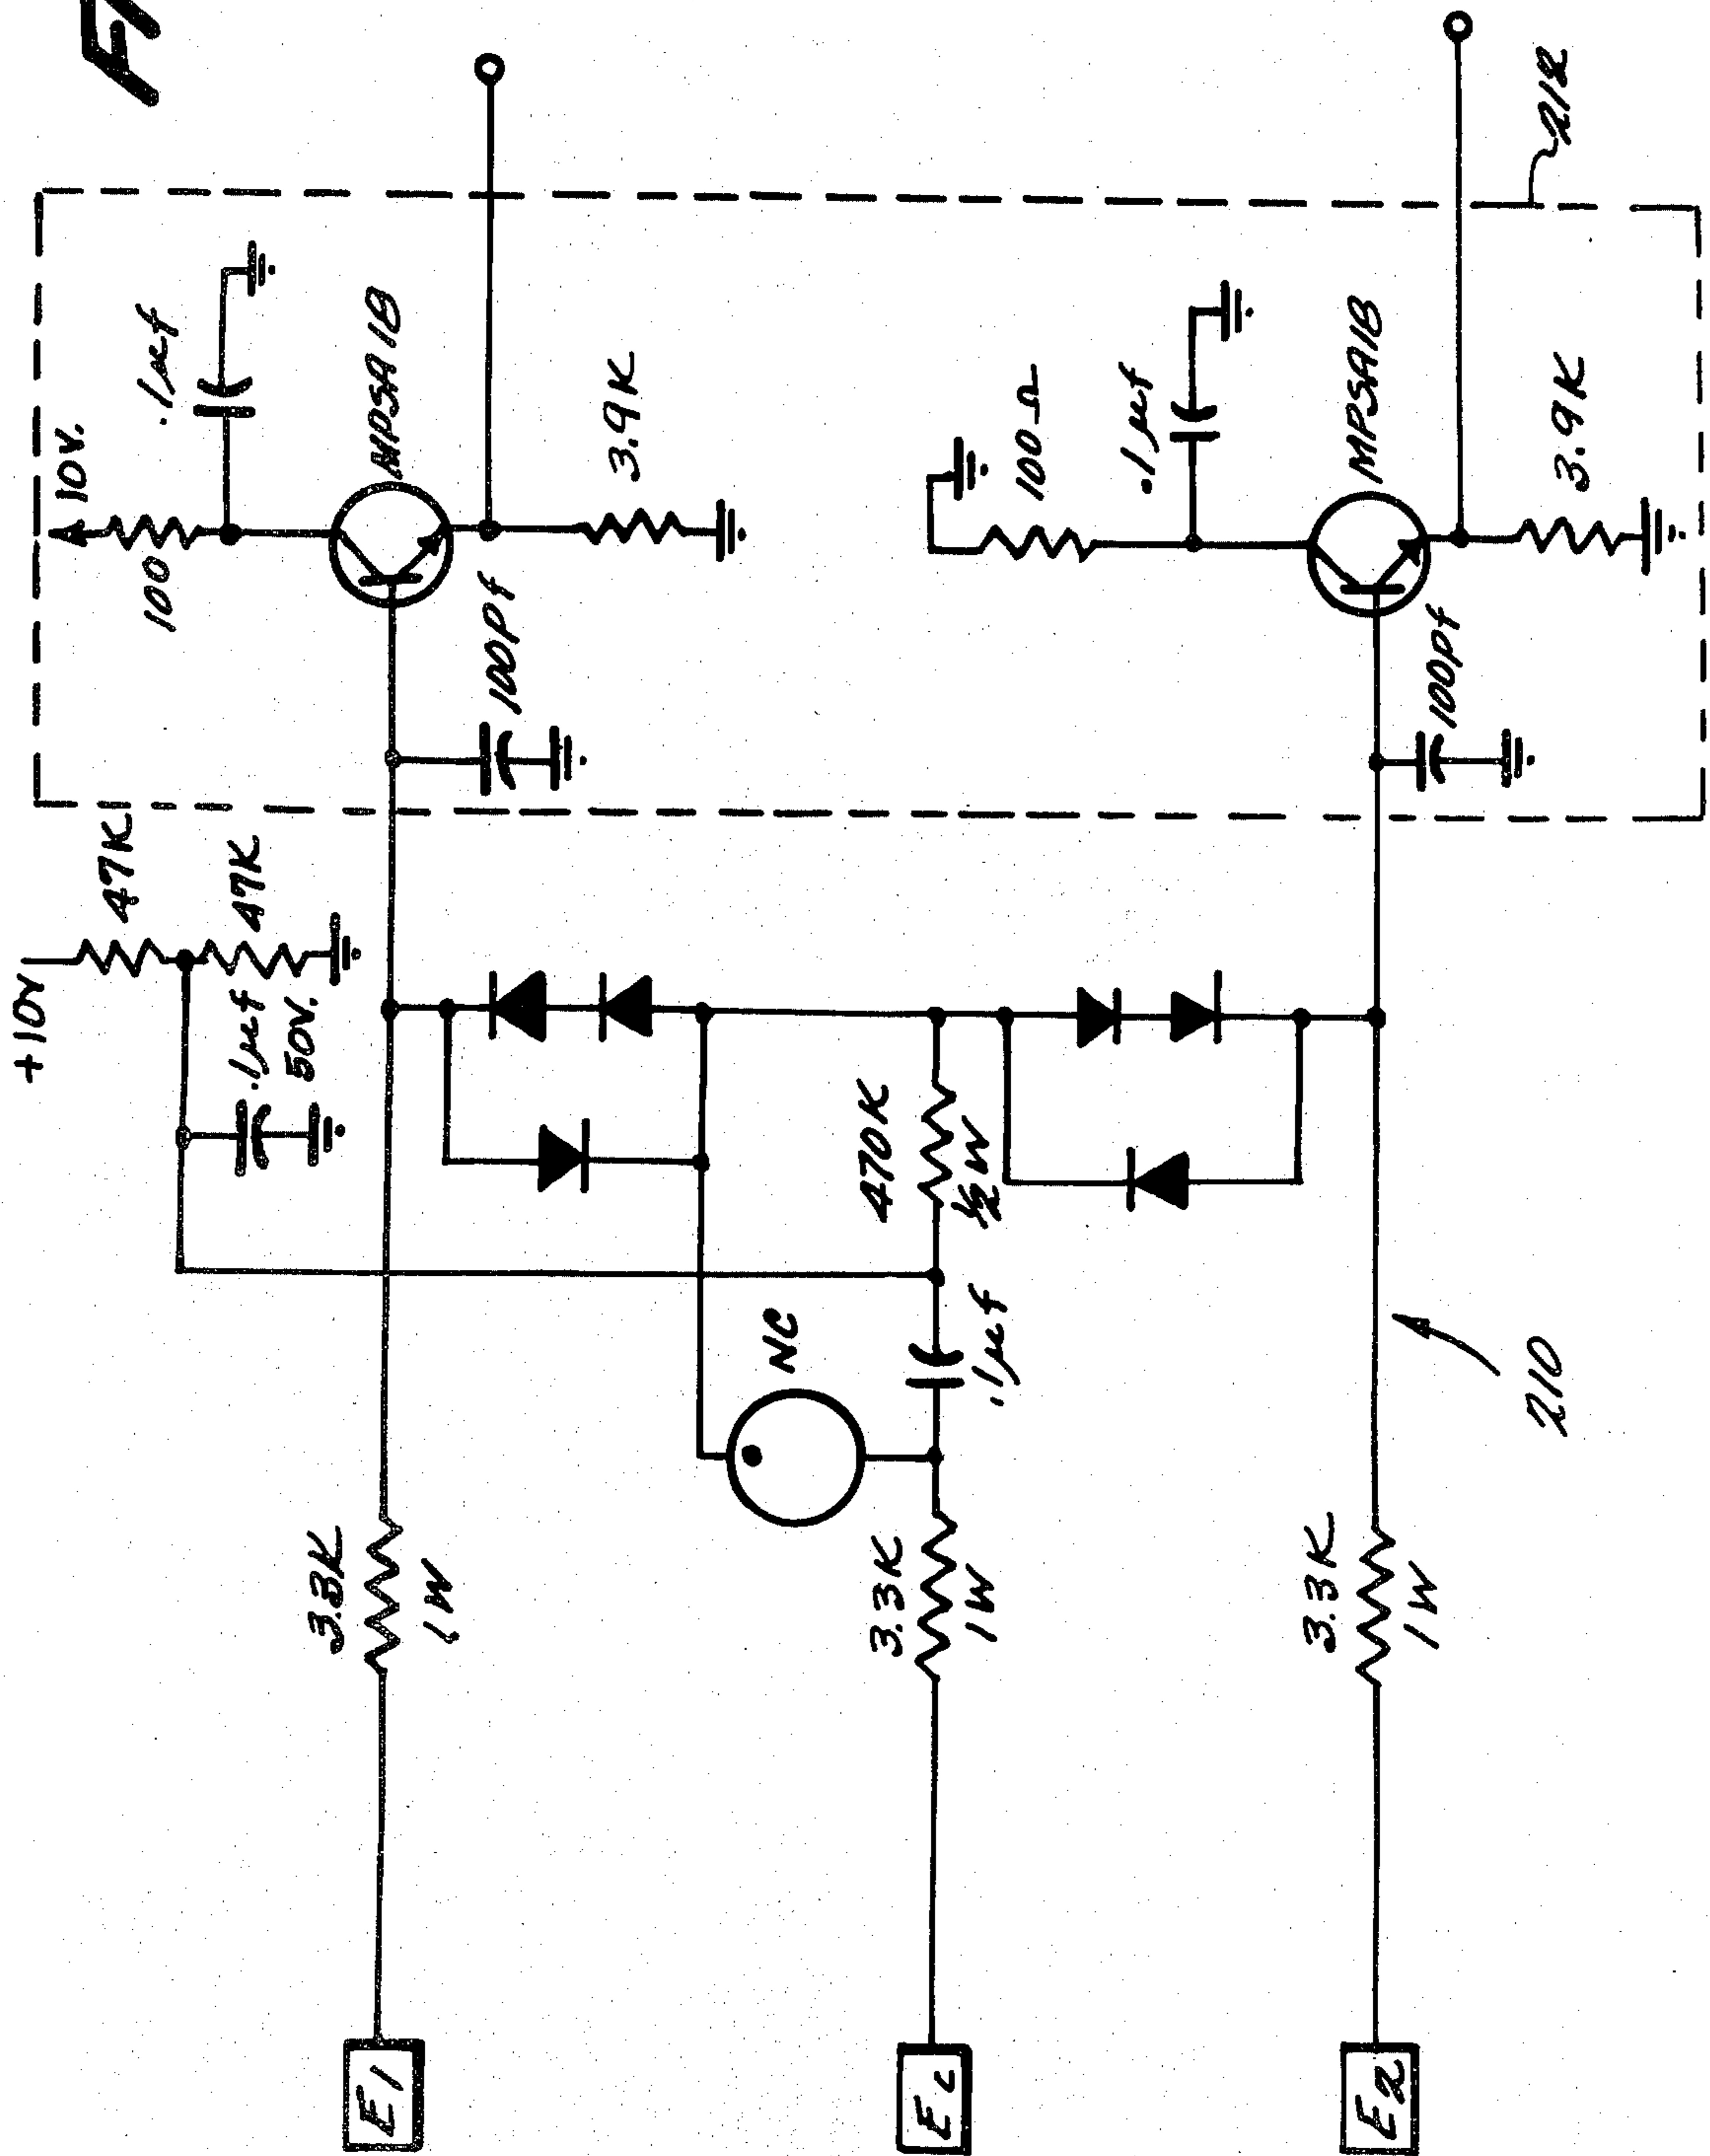 10V.
.1µf
100
MPSA18
3.9K
100pf
100Ω
.1µf
MPSA18
3.9K
100pf
212
+10V
47K
47K
.1µf
50V.
470K
½W
NC
.1µf
3.3K
1W
3.3K
1W
3.3K
1W
210
E1
Ec
E2